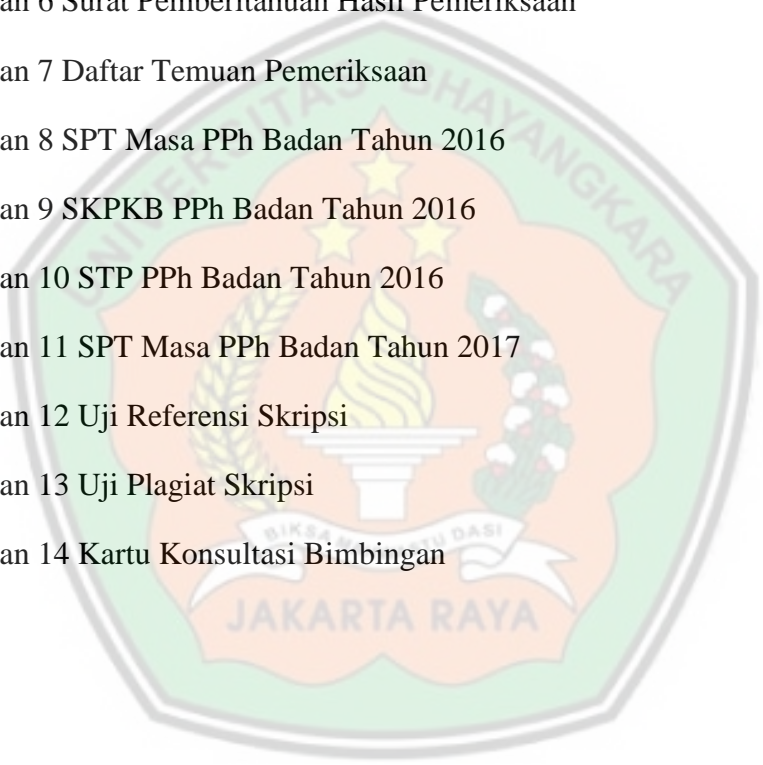 an 6 Surat Pemberitahuan Hasil Pemeriksaan
an 7 Daftar Temuan Pemeriksaan
an 8 SPT Masa PPh Badan Tahun 2016
an 9 SKPKB PPh Badan Tahun 2016
an 10 STP PPh Badan Tahun 2016
an 11 SPT Masa PPh Badan Tahun 2017
an 12 Uji Referensi Skripsi
an 13 Uji Plagiat Skripsi
an 14 Kartu Konsultasi Bimbingan
UNIVERSITAS BHAYANGKARA
JAKARTA RAYA